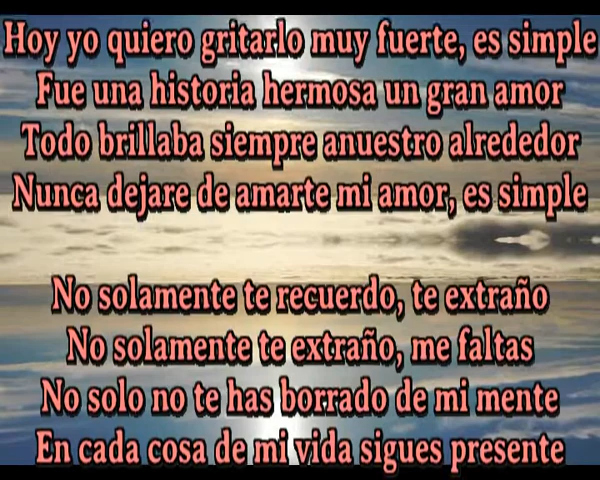 Hoy yo quiero gritarlo muy fuerte, es simple
Fue una historia hermosa un gran amor
Todo brillaba siempre anuestro alrededor
Nunca dejare de amarte mi amor, es simple
No solamente te recuerdo, te extraño
No solamente te extraño, me faltas
No solo no te has borrado de mi mente
En cada cosa de mi vida sigues presente